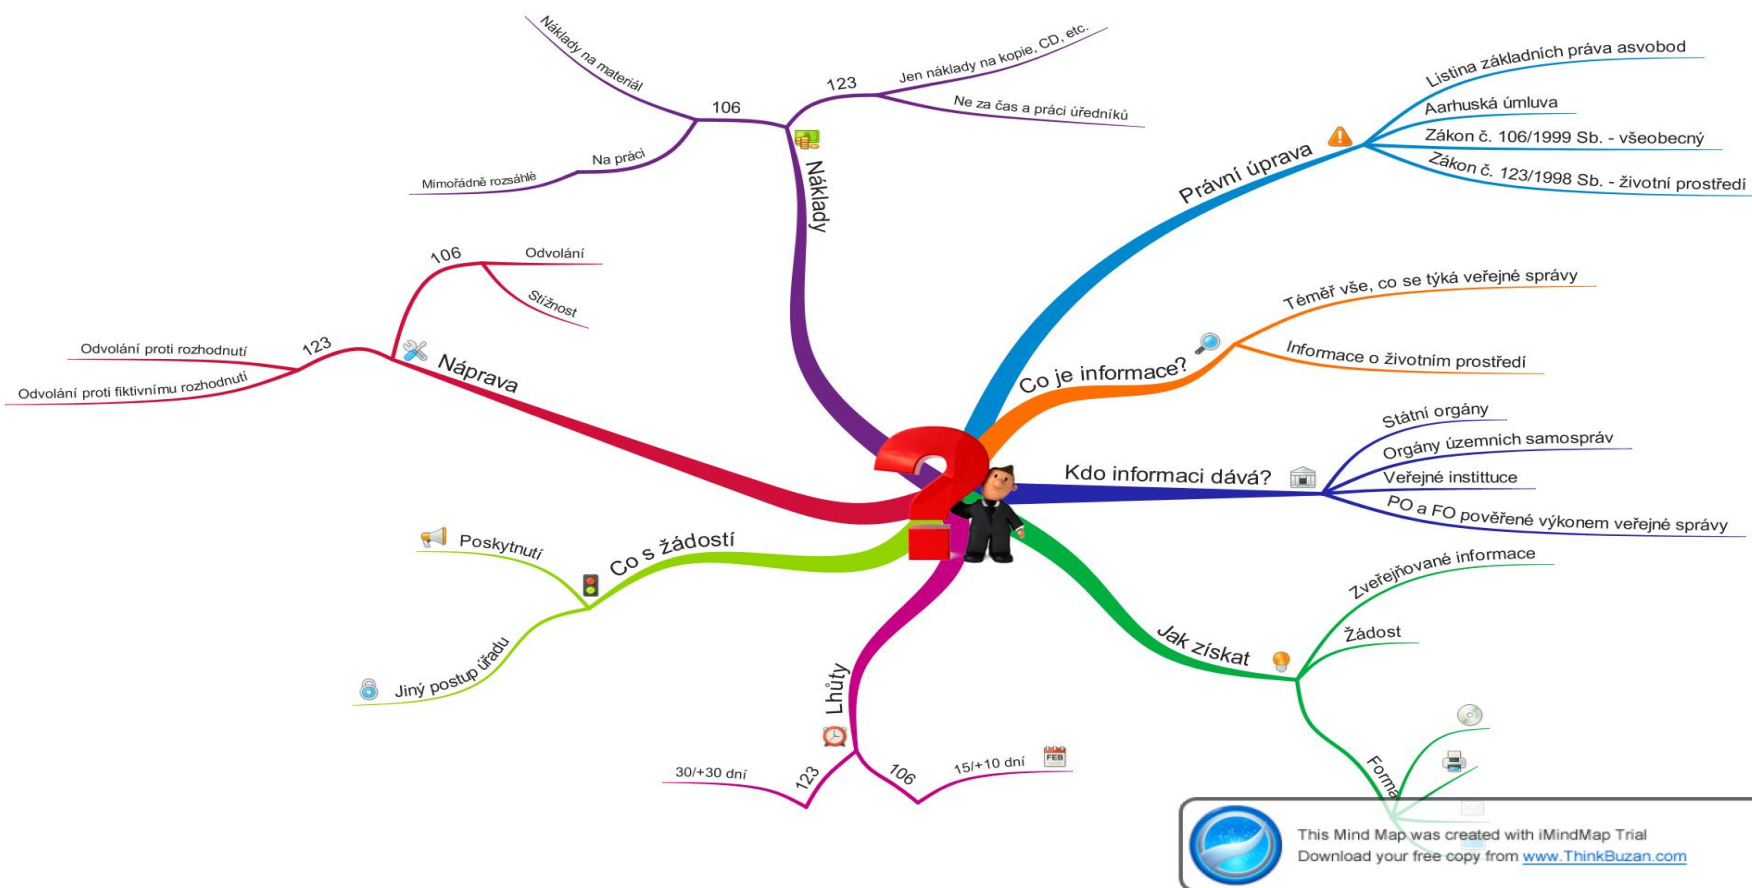 Náklady na materiál
Na práci
Mimořádně rozsáhlé
106
123
Jen náklady na kopie, CD, etc.
Ne za čas a práci úředníků
Náklady
Právní úprava
Listina základních práva asvobod
Aarhuská úmluva
Zákon č. 106/1999 Sb. - všeobecný
Zákon č. 123/1998 Sb. - životní prostředí
Co je informace?
Téměř vše, co se týká veřejné správy
Informace o životním prostředí
Kdo informaci dává?
Státní orgány
Orgány územních samospráv
Veřejné instittuce
PO a FO pověřené výkonem veřejné správy
Jak získat
Zveřejňované informace
Žádost
Forma
Lhůty
106
15/+10 dní
FEB
123
30/+30 dní
Co s žádostí
Poskytnutí
Jiný postup úřadu
Náprava
106
Odvolání
Stížnost
123
Odvolání proti rozhodnutí
Odvolání proti fiktivnímu rozhodnutí
This Mind Map was created with iMindMap Trial
Download your free copy from www.ThinkBuzan.com